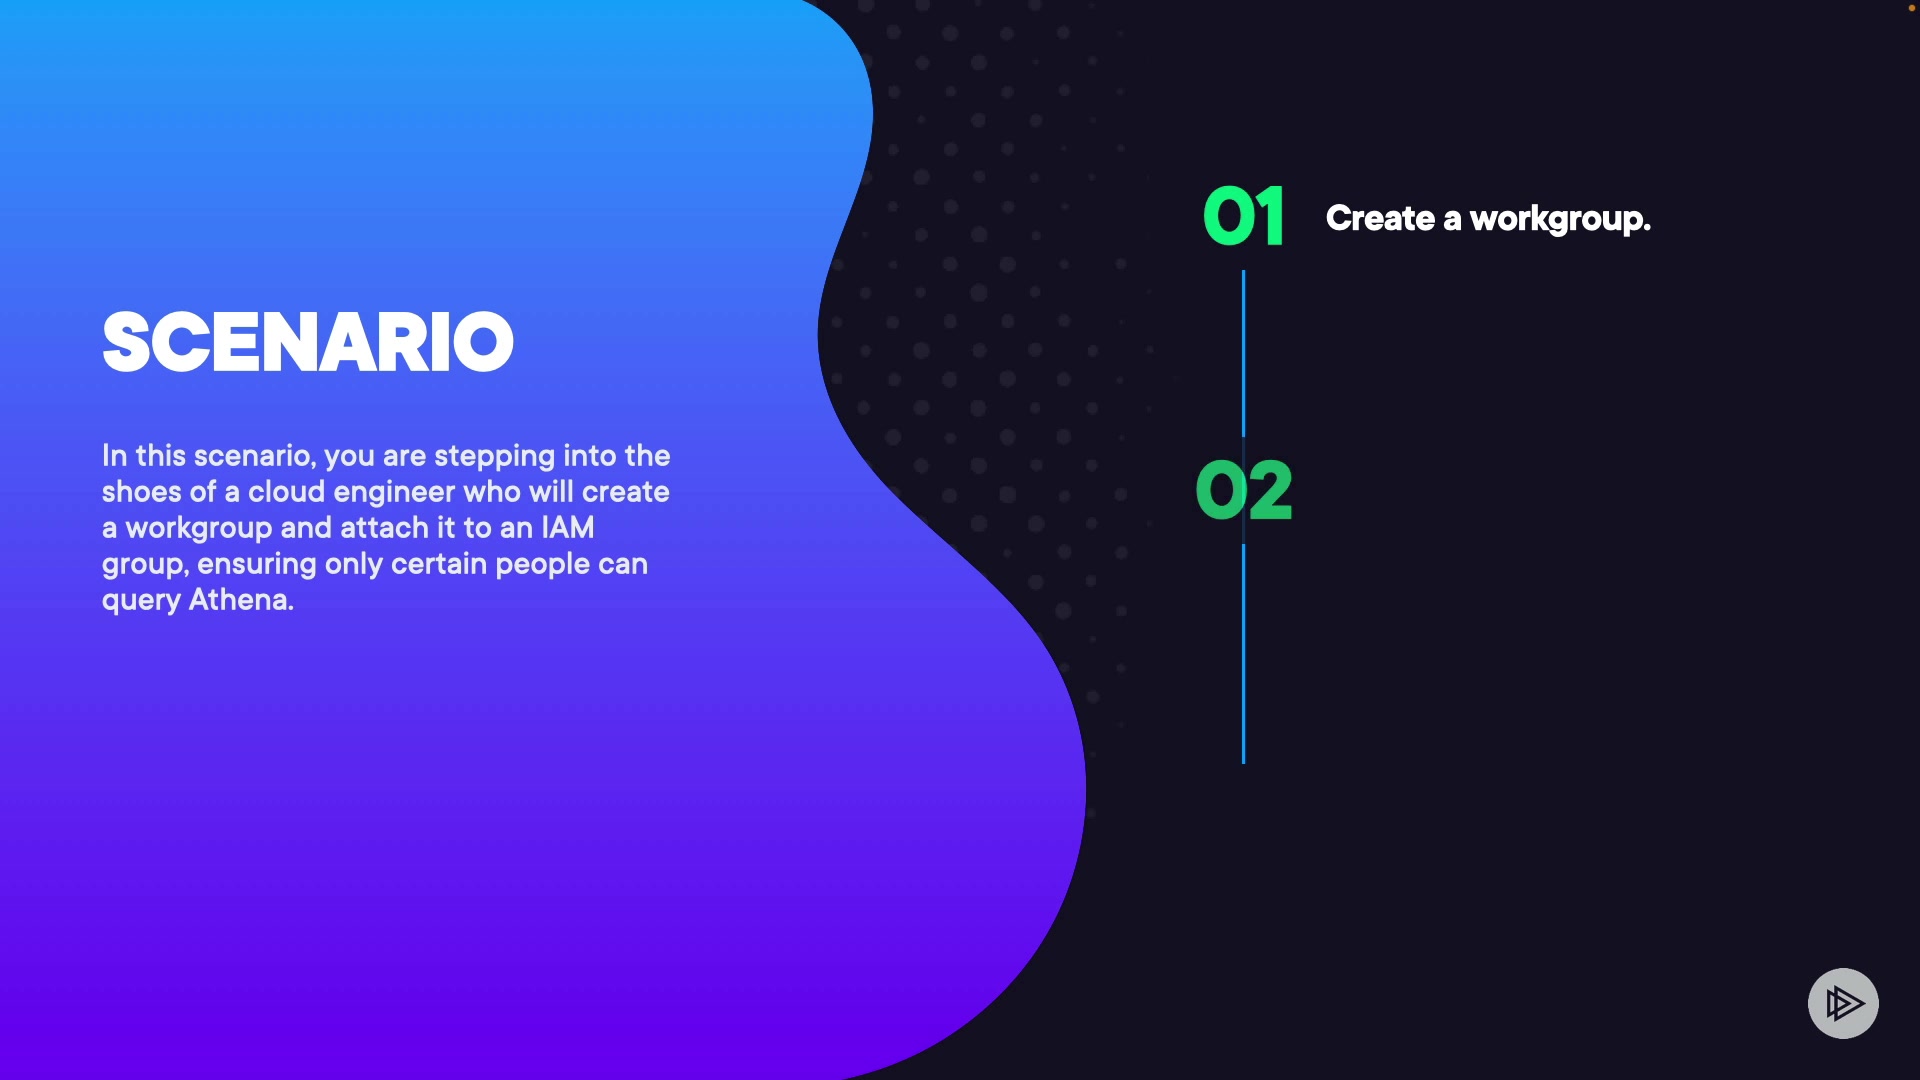 SCENARIO
In this scenario, you are stepping into the
shoes of a cloud engineer who will create
a workgroup and attach it to an IAM
group, ensuring only certain people can
query Athena.
01 Create a workgroup.
02